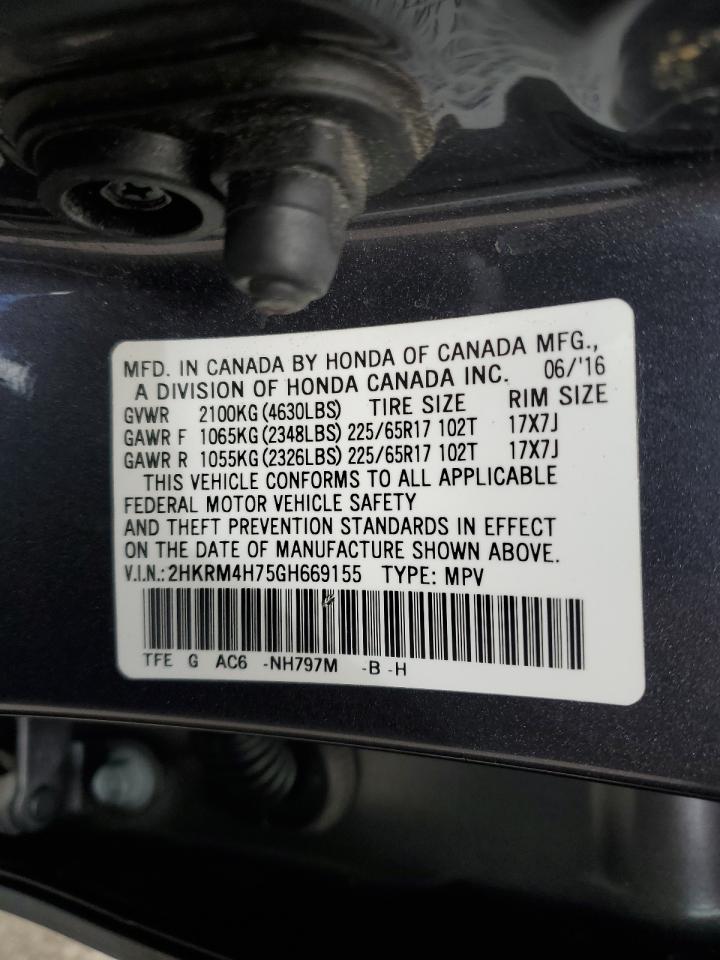 MFD. IN CANADA BY HONDA OF CANADA MFG.,
A DIVISION OF HONDA CANADA INC. 06/'16
GVWR 2100KG (4630LBS) TIRE SIZE RIM SIZE
GAWR F 1065KG (2348LBS) 225/65R17 102T 17X7J
GAWR R 1055KG (2326LBS) 225/65R17 102T 17X7J
THIS VEHICLE CONFORMS TO ALL APPLICABLE
FEDERAL MOTOR VEHICLE SAFETY
AND THEFT PREVENTION STANDARDS IN EFFECT
ON THE DATE OF MANUFACTURE SHOWN ABOVE.
V.I.N.: 2HKRM4H75GH669155 TYPE: MPV
TFE G AC6 -NH797M -B -H